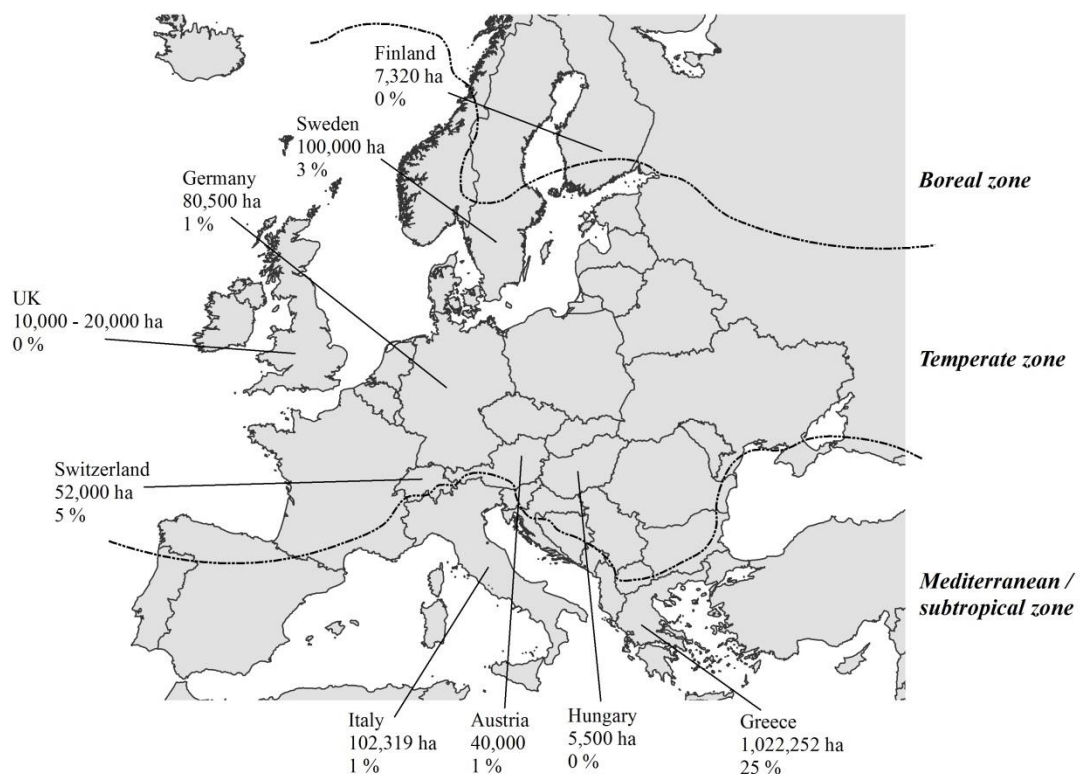 Finland
7,320 ha
0 %
Sweden
100,000 ha
3 %
Germany
80,500 ha
1 %
Boreal zone
UK
10,000 - 20,000 ha
0 %
Temperate zone
Switzerland
52,000 ha
5 %
Mediterranean /
subtropical zone
Italy
102,319 ha
1 %
Austria
40,000
1 %
Hungary
5,500 ha
0 %
Greece
1,022,252 ha
25 %